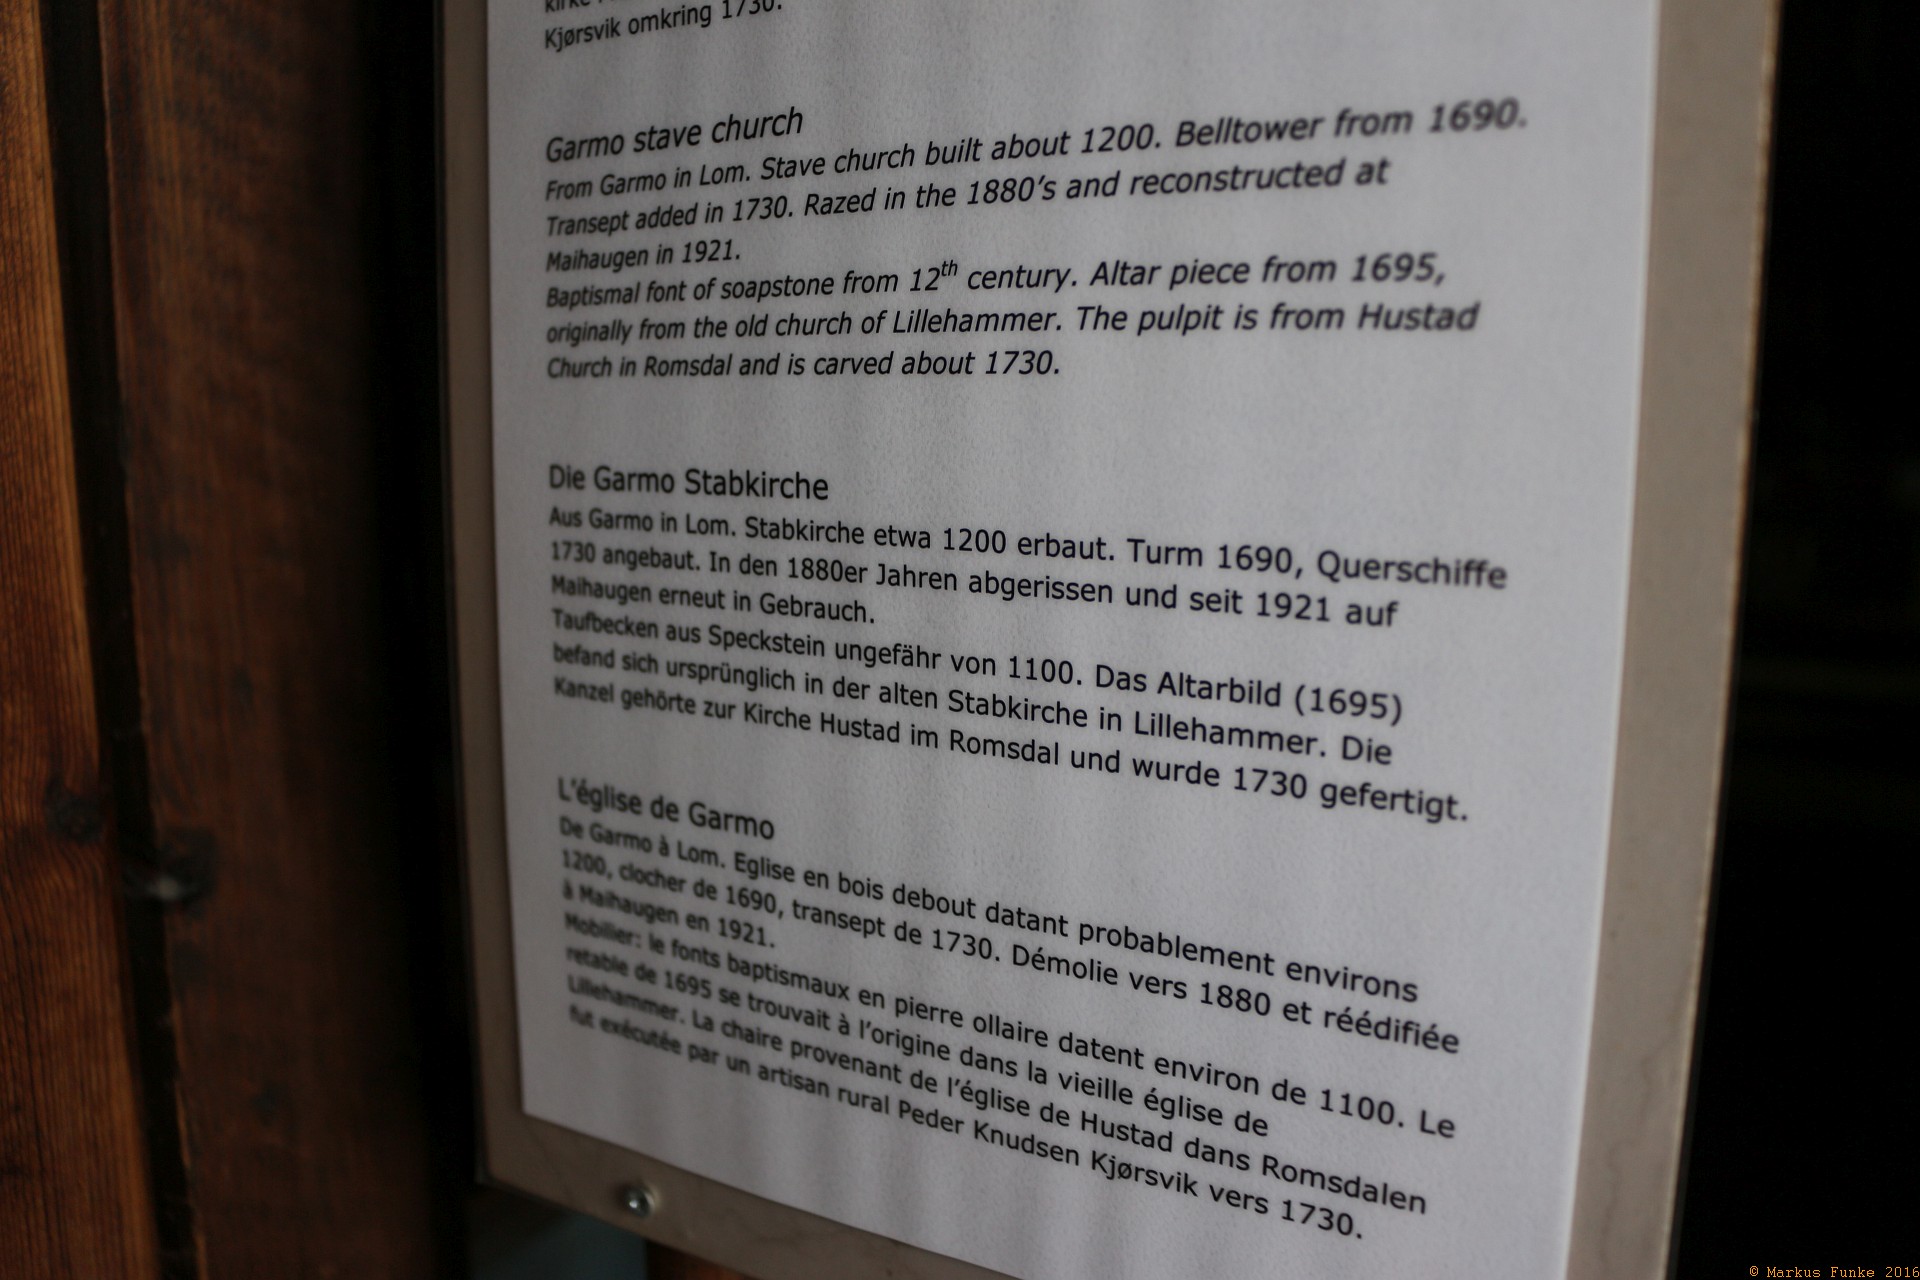 Kjørsvik omkring 1730.
Garmo stave church
From Garmo in Lom. Stave church built about 1200. Belltower from 1690.
Transept added in 1730. Razed in the 1880's and reconstructed at
Maihaugen in 1921.
Baptismal font of soapstone from 12th century. Altar piece from 1695,
originally from the old church of Lillehammer. The pulpit is from Hustad
Church in Romsdal and is carved about 1730.
Die Garmo Stabkirche
Aus Garmo in Lom. Stabkirche etwa 1200 erbaut. Turm 1690, Querschiffe
1730 angebaut. In den 1880er Jahren abgerissen und seit 1921 auf
Maihaugen erneut in Gebrauch.
Taufbecken aus Speckstein ungefähr von 1100. Das Altarbild (1695)
befand sich ursprünglich in der alten Stabkirche in Lillehammer. Die
Kanzel gehörte zur Kirche Hustad im Romsdal und wurde 1730 gefertigt.
L'église de Garmo
De Garmo à Lom. Eglise en bois debout datant probablement environs
1200, clocher de 1690, transept de 1730. Démolie vers 1880 et réédifiée
à Maihaugen en 1921.
Mobilier: le fonts baptismaux en pierre ollaire datent environ de 1100. Le
retable de 1695 se trouvait à l'origine dans la vieille église de
Lillehammer. La chaire provenant de l'église de Hustad dans Romsdalen
fut exécutée par un artisan rural Peder Knudsen Kjørsvik vers 1730.
© Markus Funke 2016